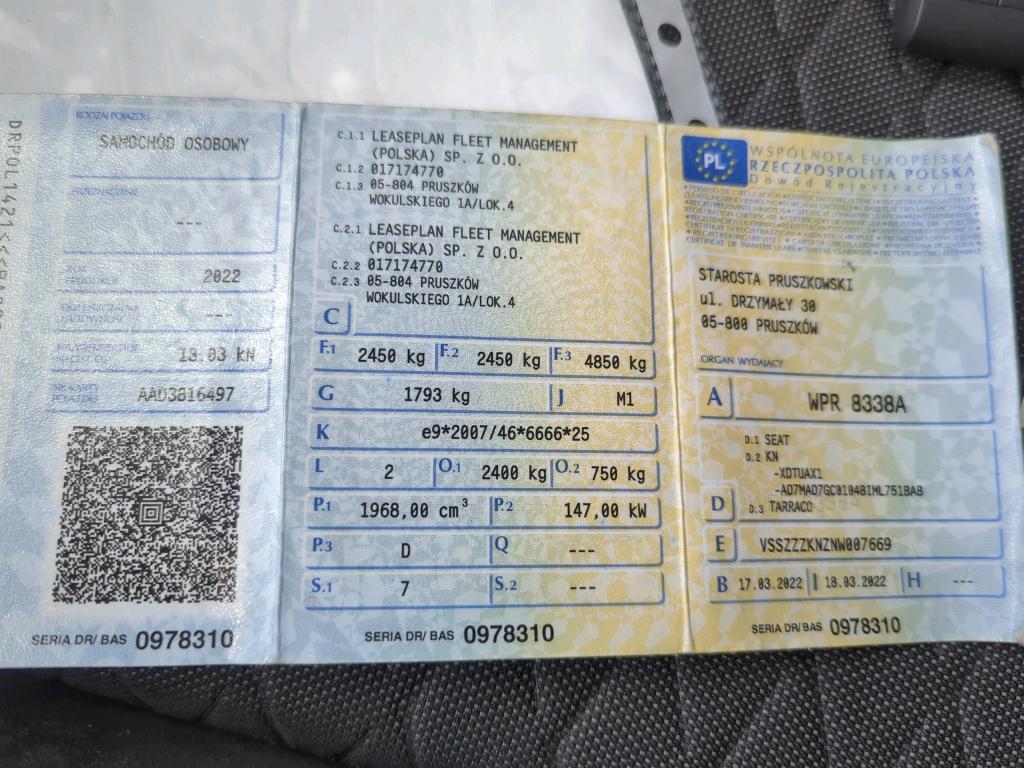 RODZAJ POJAZDU
SAMOCHÓD OSOBOWY
PRZEZNACZENIE
---
ROK PRODUKCJI 2022
---
13.03 kN
NR KARTY POJAZDU AAD3816497
SERIA DR/ BAS 0978310
C.1.1 LEASEPLAN FLEET MANAGEMENT
(POLSKA) SP. Z O.O.
C.1.2 017174770
C.1.3 05-804 PRUSZKÓW
WOKULSKIEGO 1A/LOK.4
C.2.1 LEASEPLAN FLEET MANAGEMENT
(POLSKA) SP. Z O.O.
C.2.2 017174770
C.2.3 05-804 PRUSZKÓW
WOKULSKIEGO 1A/LOK.4
C
F.1 2450 kg F.2 2450 kg F.3 4850 kg
G 1793 kg J M1
K e9*2007/46*6666*25
L 2 O.1 2400 kg O.2 750 kg
P.1 1968,00 cm³ P.2 147,00 kW
P.3 D Q ---
S.1 7 S.2 ---
SERIA DR/ BAS 0978310
PL
WSPÓLNOTA EUROPEJSKA
RZECZPOSPOLITA POLSKA
Dowód Rejestracyjny
STAROSTA PRUSZKOWSKI
ul. DRZYMAŁY 30
05-800 PRUSZKÓW
ORGAN WYDAJĄCY
A WPR 8338A
D.1 SEAT
D.2 KN
-XDTUAX1
-AD7MAD7GC01048IML751BAB
D D.3 TARRACO
E VSSZZZKNZNW007669
B 17.03.2022 I 18.03.2022 H ---
SERIA DR/ BAS 0978310